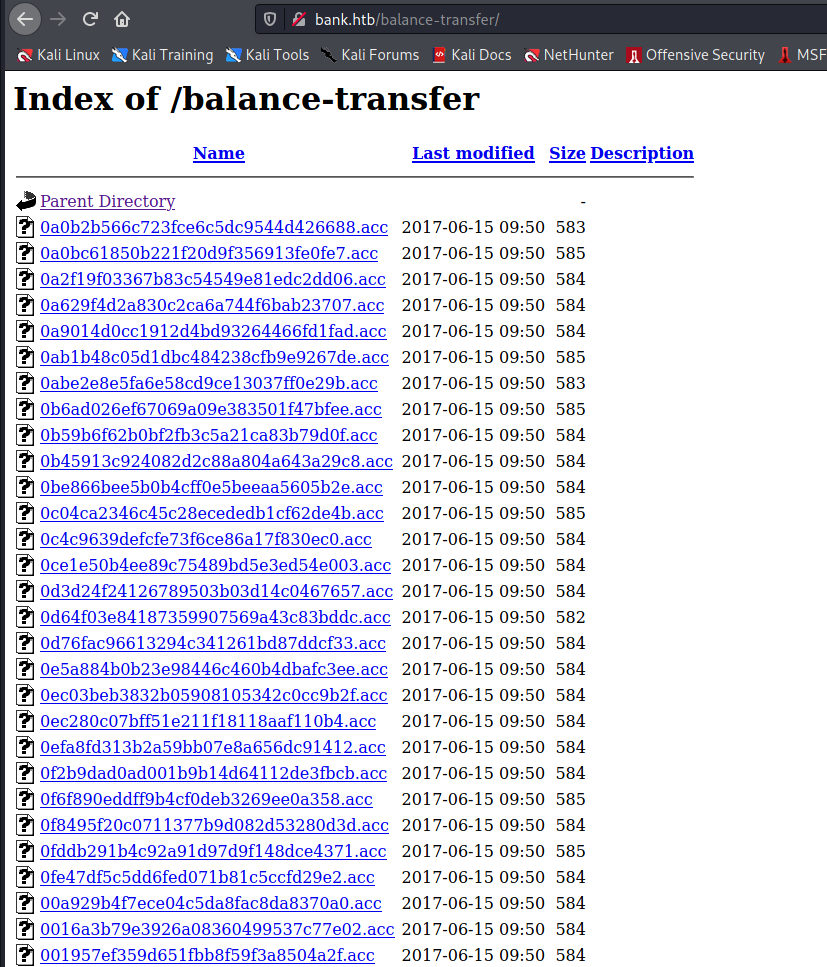 bank.htb/balance-transfer/
Kali Linux Kali Training Kali Tools Kali Forums Kali Docs NetHunter Offensive Security MSF
Index of /balance-transfer
Name Last modified Size Description
Parent Directory -
0a0b2b566c723fce6c5dc9544d426688.acc 2017-06-15 09:50 583
0a0bc61850b221f20d9f356913fe0fe7.acc 2017-06-15 09:50 585
0a2f19f03367b83c54549e81edc2dd06.acc 2017-06-15 09:50 584
0a629f4d2a830c2ca6a744f6bab23707.acc 2017-06-15 09:50 584
0a9014d0cc1912d4bd93264466fd1fad.acc 2017-06-15 09:50 584
0ab1b48c05d1dbc484238cfb9e9267de.acc 2017-06-15 09:50 585
0abe2e8e5fa6e58cd9ce13037ff0e29b.acc 2017-06-15 09:50 583
0b6ad026ef67069a09e383501f47bfee.acc 2017-06-15 09:50 585
0b59b6f62b0bf2fb3c5a21ca83b79d0f.acc 2017-06-15 09:50 584
0b45913c924082d2c88a804a643a29c8.acc 2017-06-15 09:50 584
0be866bee5b0b4cff0e5beeaa5605b2e.acc 2017-06-15 09:50 584
0c04ca2346c45c28ecededb1cf62de4b.acc 2017-06-15 09:50 585
0c4c9639defcfe73f6ce86a17f830ec0.acc 2017-06-15 09:50 584
0ce1e50b4ee89c75489bd5e3ed54e003.acc 2017-06-15 09:50 584
0d3d24f24126789503b03d14c0467657.acc 2017-06-15 09:50 584
0d64f03e84187359907569a43c83bddc.acc 2017-06-15 09:50 582
0d76fac96613294c341261bd87ddcf33.acc 2017-06-15 09:50 584
0e5a884b0b23e98446c460b4dbafc3ee.acc 2017-06-15 09:50 584
0ec03beb3832b05908105342c0cc9b2f.acc 2017-06-15 09:50 584
0ec280c07bff51e211f18118aaf110b4.acc 2017-06-15 09:50 584
0efa8fd313b2a59bb07e8a656dc91412.acc 2017-06-15 09:50 584
0f2b9dad0ad001b9b14d64112de3fbcb.acc 2017-06-15 09:50 584
0f6f890eddff9b4cf0deb3269ee0a358.acc 2017-06-15 09:50 585
0f8495f20c0711377b9d082d53280d3d.acc 2017-06-15 09:50 584
0fddb291b4c92a91d97d9f148dce4371.acc 2017-06-15 09:50 585
0fe47df5c5dd6fed071b81c5ccfd29e2.acc 2017-06-15 09:50 584
00a929b4f7ece04c5da8fac8da8370a0.acc 2017-06-15 09:50 584
0016a3b79e3926a08360499537c77e02.acc 2017-06-15 09:50 584
001957ef359d651fbb8f59f3a8504a2f.acc 2017-06-15 09:50 584